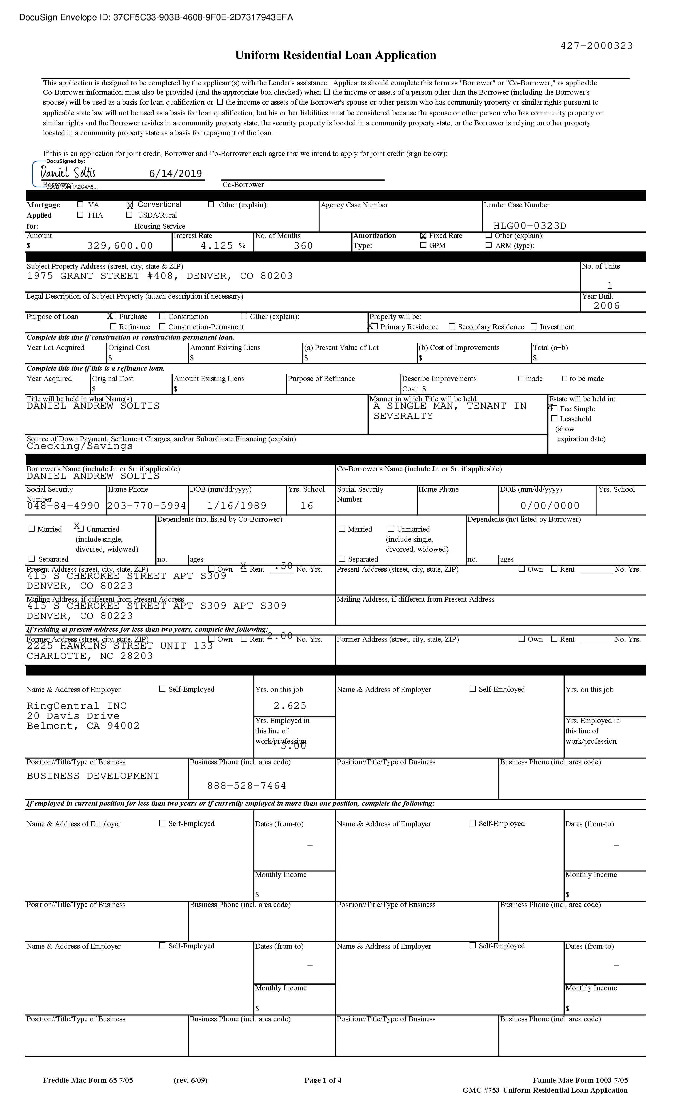 DocuSign Envelope ID: 37CF5C33-903B-4608-9F0E-2D7317943EFA
427-2000323
Uniform Residential Loan Application
This application is designed to be completed by the applicant(s) with the Lender's assistance. Applicants should complete this form as "Borrower" or "Co-Borrower," as applicable.
Co-Borrower information must also be provided (and the appropriate box checked) when ☐ the income or assets of a person other than the Borrower (including the Borrower's
spouse) will be used as a basis for loan qualification or ☐ the income or assets of the Borrower's spouse or other person who has community property or similar rights pursuant to
applicable state law will not be used as a basis for loan qualification, but his or her liabilities must be considered because the spouse or other person who has community property or
similar rights and the Borrower resides in a community property state, the security property is located in a community property state, or the Borrower is relying on other property
located in a community property state as a basis for repayment of the loan.
If this is an application for joint credit, Borrower and Co-Borrower each agree that we intend to apply for joint credit (sign below):
DocuSigned by:
Daniel Soltis 6/14/2019
Borrower Co-Borrower
Mortgage ☐ VA X Conventional ☐ Other (explain): Agency Case Number Lender Case Number
Applied ☐ FHA ☐ USDA/Rural
for: Housing Service HLG00-0323D
Amount Interest Rate No. of Months Amortization X Fixed Rate ☐ Other (explain):
$ 329,600.00 4.125 % 360 Type: ☐ GPM ☐ ARM (type):
Subject Property Address (street, city, state & ZIP) No. of Units
1975 GRANT STREET #408, DENVER, CO 80203
1
Legal Description of Subject Property (attach description if necessary) Year Built
2006
Purpose of Loan X Purchase ☐ Construction ☐ Other (explain): Property will be:
☐ Refinance ☐ Construction-Permanent X Primary Residence ☐ Secondary Residence ☐ Investment
Complete this line if construction or construction-permanent loan.
Year Lot Acquired Original Cost Amount Existing Liens (a) Present Value of Lot (b) Cost of Improvements Total (a+b)
$ $ $ $ $
Complete this line if this is a refinance loan.
Year Acquired Original Cost Amount Existing Liens Purpose of Refinance Describe Improvements ☐ made ☐ to be made
$ $ Cost: $
Title will be held in what Name(s) Manner in which Title will be held Estate will be held in:
DANIEL ANDREW SOLTIS A SINGLE MAN, TENANT IN X Fee Simple
SEVERALTY ☐ Leasehold
(show
Source of Down Payment, Settlement Charges, and/or Subordinate Financing (explain) expiration date)
Checking/Savings
Borrower's Name (include Jr. or Sr. if applicable) Co-Borrower's Name (include Jr. or Sr. if applicable)
DANIEL ANDREW SOLTIS
Social Security Number Home Phone DOB (mm/dd/yyyy) Yrs. School Social Security Number Home Phone DOB (mm/dd/yyyy) Yrs. School
048-84-4990 203-770-5994 1/16/1989 16 0/00/0000
☐ Married X Unmarried Dependents (not listed by Co-Borrower) ☐ Married ☐ Unmarried Dependents (not listed by Borrower)
(include single, (include single,
divorced, widowed) divorced, widowed)
☐ Separated no. ages ☐ Separated no. ages
Present Address (street, city, state, ZIP) ☐ Own X Rent .50 No. Yrs. Present Address (street, city, state, ZIP) ☐ Own ☐ Rent No. Yrs.
415 S CHEROKEE STREET APT S309
DENVER, CO 80223
Mailing Address, if different from Present Address Mailing Address, if different from Present Address
415 S CHEROKEE STREET APT S309 APT S309
DENVER, CO 80223
If residing at present address for less than two years, complete the following:
Former Address (street, city, state, ZIP) ☐ Own ☐ Rent 2.00 No. Yrs. Former Address (street, city, state, ZIP) ☐ Own ☐ Rent No. Yrs.
2225 HAWKINS STREET UNIT 133
CHARLOTTE, NC 28203
Name & Address of Employer ☐ Self-Employed Yrs. on this job Name & Address of Employer ☐ Self-Employed Yrs. on this job
RingCentral INC 2.625
20 Davis Drive Yrs. Employed in Yrs. Employed in
Belmont, CA 94002 this line of this line of
work/profession work/profession
5.00
Position/Title/Type of Business Business Phone (incl. area code) Position/Title/Type of Business Business Phone (incl. area code)
BUSINESS DEVELOPMENT
888-528-7464
If employed in current position for less than two years or if currently employed in more than one position, complete the following:
Name & Address of Employer ☐ Self-Employed Dates (from-to) Name & Address of Employer ☐ Self-Employed Dates (from-to)
– –
Monthly Income Monthly Income
$ $
Position/Title/Type of Business Business Phone (incl. area code) Position/Title/Type of Business Business Phone (incl. area code)
Name & Address of Employer ☐ Self-Employed Dates (from-to) Name & Address of Employer ☐ Self-Employed Dates (from-to)
– –
Monthly Income Monthly Income
$ $
Position/Title/Type of Business Business Phone (incl. area code) Position/Title/Type of Business Business Phone (incl. area code)
Freddie Mac Form 65 7/05 (rev. 6/09) Page 1 of 4 Fannie Mae Form 1003 7/05
GMC #753 Uniform Residential Loan Application